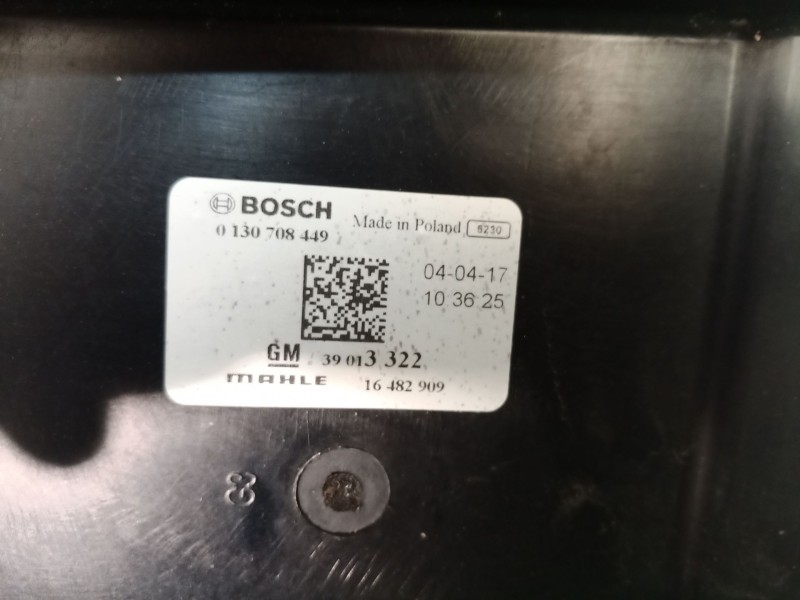 BOSCH Made in Poland 6230
0 130 708 449
04-04-17
10 36 25
GM 39 013 322
MAHLE 16 482 909